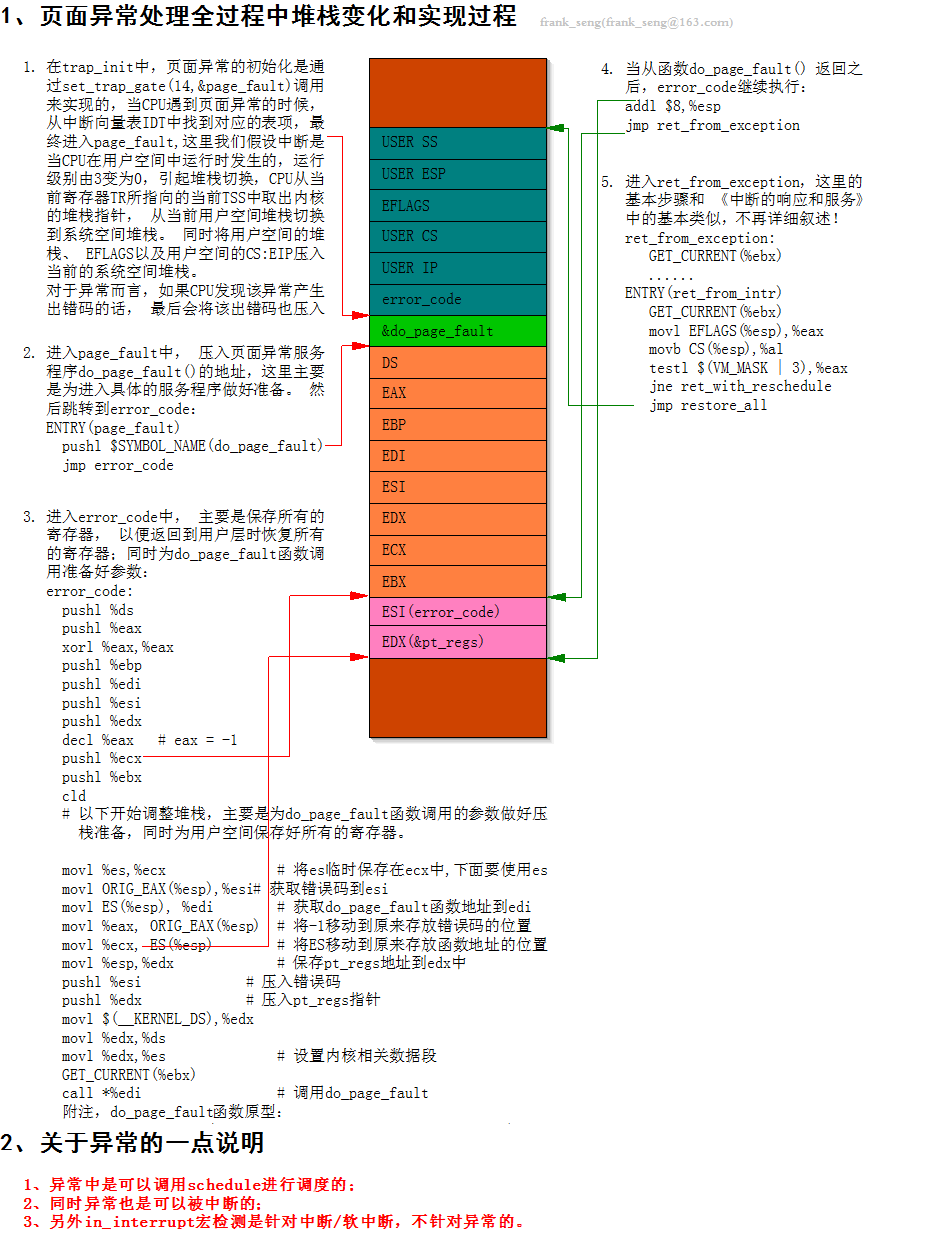 1、页面异常处理全过程中堆栈变化和实现过程 frank_seng(frank_seng@163.com)
1. 在trap_init中，页面异常的初始化是通
过set_trap_gate(14,&page_fault)调用
来实现的，当CPU遇到页面异常的时候，
从中断向量表IDT中找到对应的表项，最
终进入page_fault,这里我们假设中断是
当CPU在用户空间中运行时发生的，运行
级别由3变为0，引起堆栈切换，CPU从当
前寄存器TR所指向的当前TSS中取出内核
的堆栈指针， 从当前用户空间堆栈切换
到系统空间堆栈。 同时将用户空间的堆
栈、 EFLAGS以及用户空间的CS:EIP压入
当前的系统空间堆栈。
对于异常而言，如果CPU发现该异常产生
出错码的话， 最后会将该出错码也压入
2. 进入page_fault中， 压入页面异常服务
程序do_page_fault()的地址，这里主要
是为进入具体的服务程序做好准备。 然
后跳转到error_code：
ENTRY(page_fault)
pushl $SYMBOL_NAME(do_page_fault)
jmp error_code
3. 进入error_code中， 主要是保存所有的
寄存器， 以便返回到用户层时恢复所有
的寄存器；同时为do_page_fault函数调
用准备好参数：
error_code:
pushl %ds
pushl %eax
xorl %eax,%eax
pushl %ebp
pushl %edi
pushl %esi
pushl %edx
decl %eax # eax = -1
pushl %ecx
pushl %ebx
cld
# 以下开始调整堆栈，主要是为do_page_fault函数调用的参数做好压
栈准备，同时为用户空间保存好所有的寄存器。
movl %es,%ecx # 将es临时保存在ecx中,下面要使用es
movl ORIG_EAX(%esp),%esi# 获取错误码到esi
movl ES(%esp), %edi # 获取do_page_fault函数地址到edi
movl %eax, ORIG_EAX(%esp) # 将-1移动到原来存放错误码的位置
movl %ecx, ES(%esp) # 将ES移动到原来存放函数地址的位置
movl %esp,%edx # 保存pt_regs地址到edx中
pushl %esi # 压入错误码
pushl %edx # 压入pt_regs指针
movl $(__KERNEL_DS),%edx
movl %edx,%ds
movl %edx,%es # 设置内核相关数据段
GET_CURRENT(%ebx)
call *%edi # 调用do_page_fault
附注，do_page_fault函数原型：
USER SS
USER ESP
EFLAGS
USER CS
USER IP
error_code
&do_page_fault
DS
EAX
EBP
EDI
ESI
EDX
ECX
EBX
ESI(error_code)
EDX(&pt_regs)
4. 当从函数do_page_fault() 返回之
后，error_code继续执行：
addl $8,%esp
jmp ret_from_exception
5. 进入ret_from_exception，这里的
基本步骤和 《中断的响应和服务》
中的基本类似，不再详细叙述！
ret_from_exception:
GET_CURRENT(%ebx)
......
ENTRY(ret_from_intr)
GET_CURRENT(%ebx)
movl EFLAGS(%esp),%eax
movb CS(%esp),%al
testl $(VM_MASK | 3),%eax
jne ret_with_reschedule
jmp restore_all
2、关于异常的一点说明
1、异常中是可以调用schedule进行调度的；
2、同时异常也是可以被中断的；
3、另外in_interrupt宏检测是针对中断/软中断，不针对异常的。